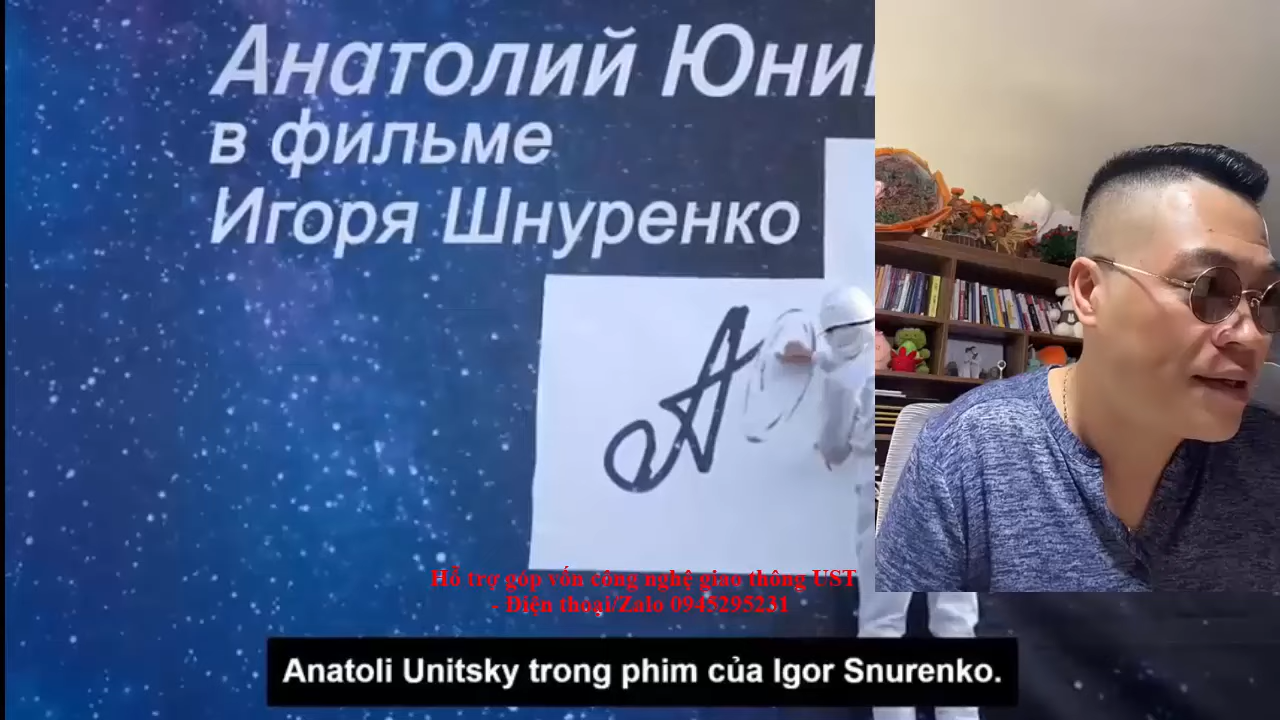 Анатолий
в фильме
Игоря Шнуренко
А
Hỗ trợ góp vốn công nghệ giao thông UST
- Điện thoại/Zalo 0945295231
Anatoli Unitsky trong phim của Igor Snurenko.